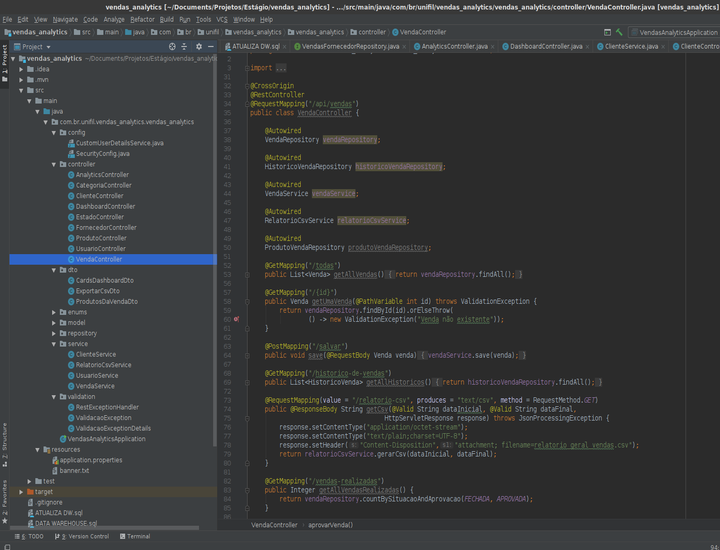 vendas_analytics [~/Documents/Projetos/Estágio/vendas_analytics] - .../src/main/java/com/br/unifil/vendas_analytics/vendas_analytics/controller/VendaController.java [vendas_analytics]
File Edit View Navigate Code Analyze Refactor Build Run Tools VCS Window Help
vendas_analytics src main java com br unifil vendas_analytics vendas_analytics controller VendaController VendasAnalyticsApplication
Project
ATUALIZA DW.sql VendasFornecedorRepository.java AnalyticsController.java DashboardController.java ClienteService.java ClienteContro
1: Project
7: Structure
2: Favorites
vendas_analytics ~/Documents/Projetos/Estágio/vendas_analyti
.idea
.mvn
src
main
java
com.br.unifil.vendas_analytics.vendas_analytics
config
CustomUserDetailsService.java
SecurityConfig.java
controller
AnalyticsController
CategoriaController
ClienteController
DashboardController
EstadoController
FornecedorController
ProdutoController
UsuarioController
VendaController
dto
CardsDashboardDto
ExportarCsvDto
ProdutosDaVendaDto
enums
model
repository
service
ClienteService
RelatorioCsvService
UsuarioService
VendaService
validation
RestExceptionHandler
ValidacaoException
ValidacaoExceptionDetails
VendasAnalyticsApplication
resources
application.properties
banner.txt
test
target
.gitignore
ATUALIZA DW.sql
DATA WAREHOUSE.sql
import ...
@CrossOrigin
@RestController
@RequestMapping("/api/vendas")
public class VendaController {
@Autowired
VendaRepository vendaRepository;
@Autowired
HistoricoVendaRepository historicoVendaRepository;
@Autowired
VendaService vendaService;
@Autowired
RelatorioCsvService relatorioCsvService;
@Autowired
ProdutoVendaRepository produtoVendaRepository;
@GetMapping("/todas")
public List<Venda> getAllVendas() { return vendaRepository.findAll(); }
@GetMapping("/{id}")
public Venda getUmaVenda(@PathVariable int id) throws ValidationException {
return vendaRepository.findById(id).orElseThrow(
() -> new ValidationException("Venda não existente"));
}
@PostMapping("/salvar")
public void save(@RequestBody Venda venda) { vendaService.save(venda); }
@GetMapping("/historico-de-vendas")
public List<HistoricoVenda> getAllHistoricos() { return historicoVendaRepository.findAll(); }
@RequestMapping(value = "/relatorio-csv", produces = "text/csv", method = RequestMethod.GET)
public @ResponseBody String getCsv(@Valid String dataInicial, @Valid String dataFinal,
HttpServletResponse response) throws JsonProcessingException {
response.setContentType("application/octet-stream");
response.setContentType("text/plain;charset=UTF-8");
response.setHeader("Content-Disposition", "attachment; filename=relatorio_geral_vendas.csv");
return relatorioCsvService.gerarCsv(dataInicial, dataFinal);
}
@GetMapping("/vendas-realizadas")
public Integer getAllVendasRealizadas() {
return vendaRepository.countBySituacaoAndAprovacao(FECHADA, APROVADA);
}
VendaController › aprovarVenda()
6: TODO 9: Version Control Terminal